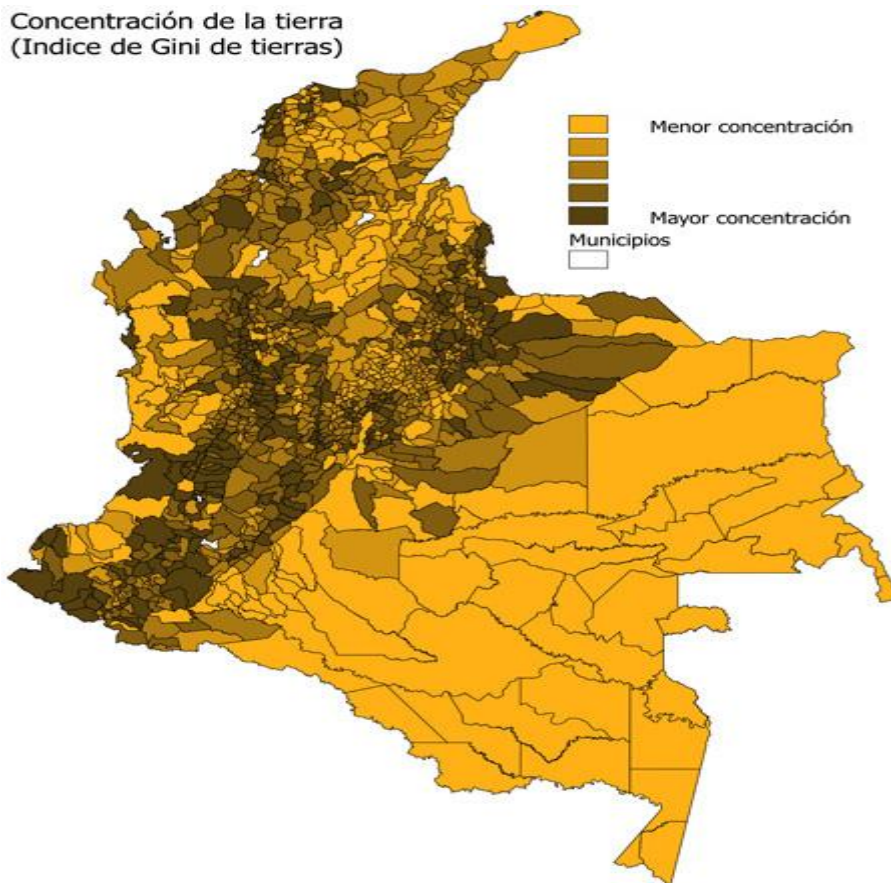 Concentración de la tierra
(Indice de Gini de tierras)
Menor concentración
Mayor concentración
Municipios